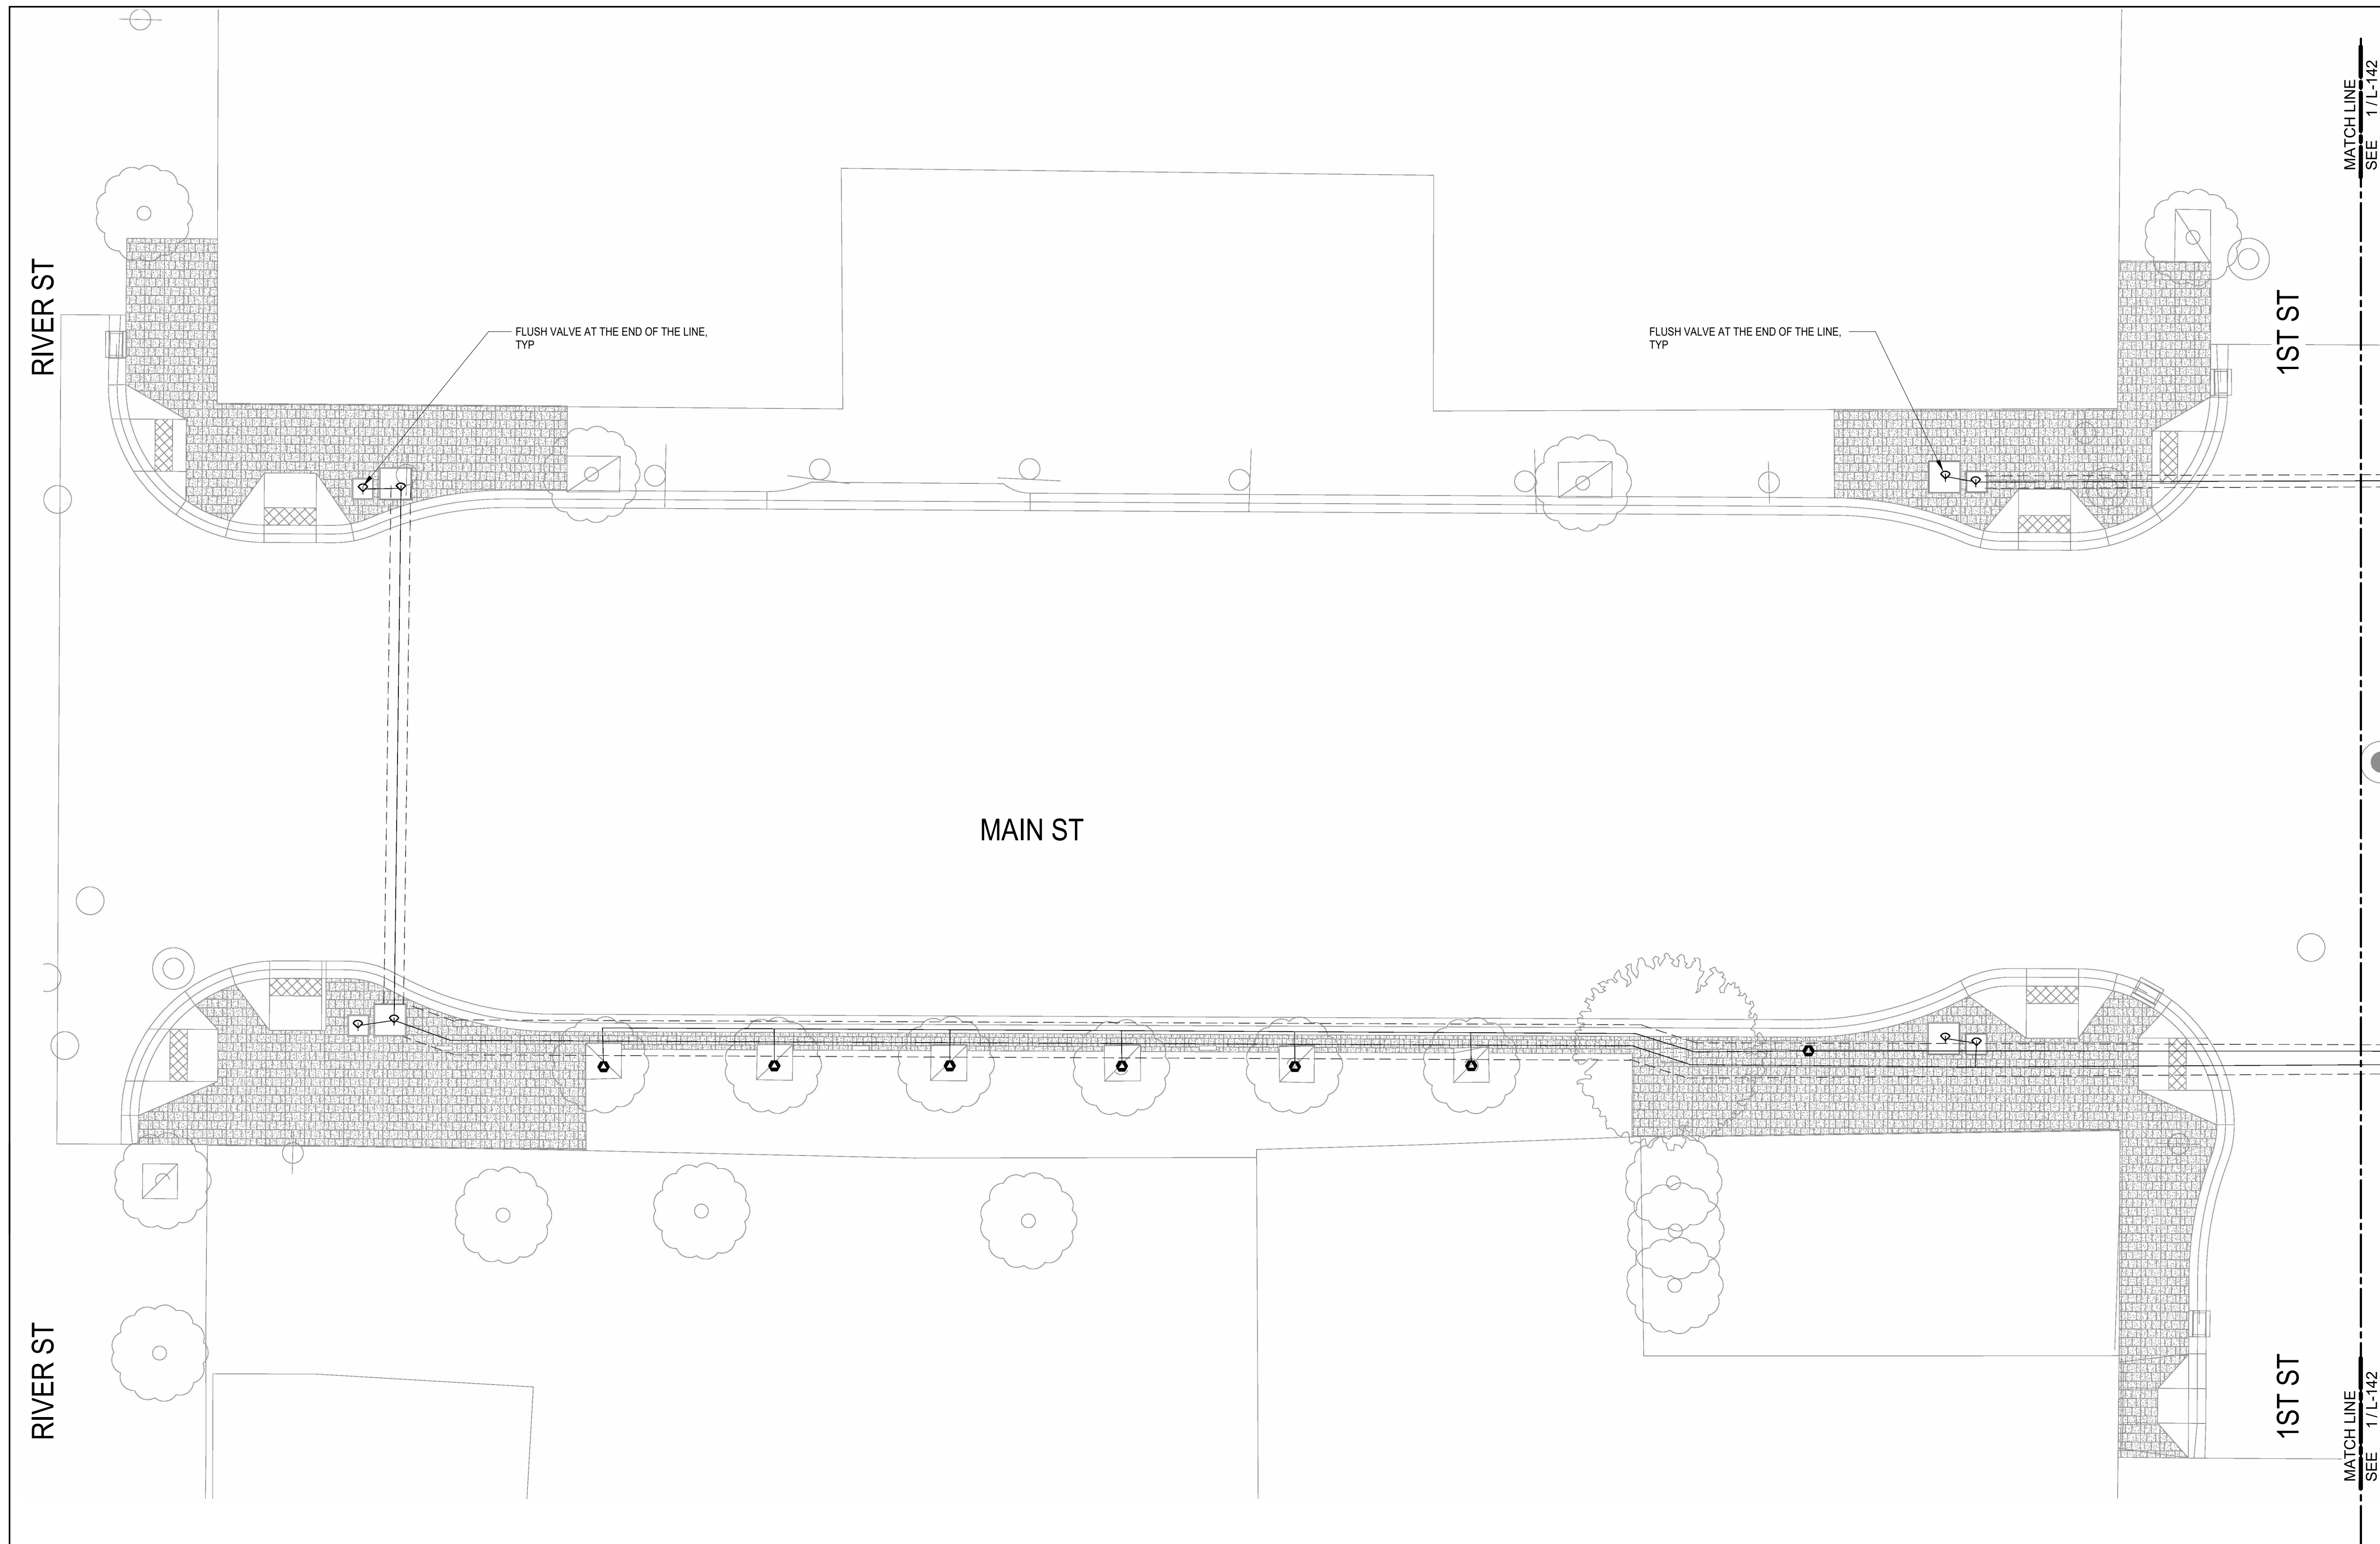 MATCH LINE
SEE 1 / L-142
RIVER ST
1ST ST
FLUSH VALVE AT THE END OF THE LINE,
TYP
FLUSH VALVE AT THE END OF THE LINE,
TYP
MAIN ST
RIVER ST
1ST ST
MATCH LINE
SEE 1 / L-142